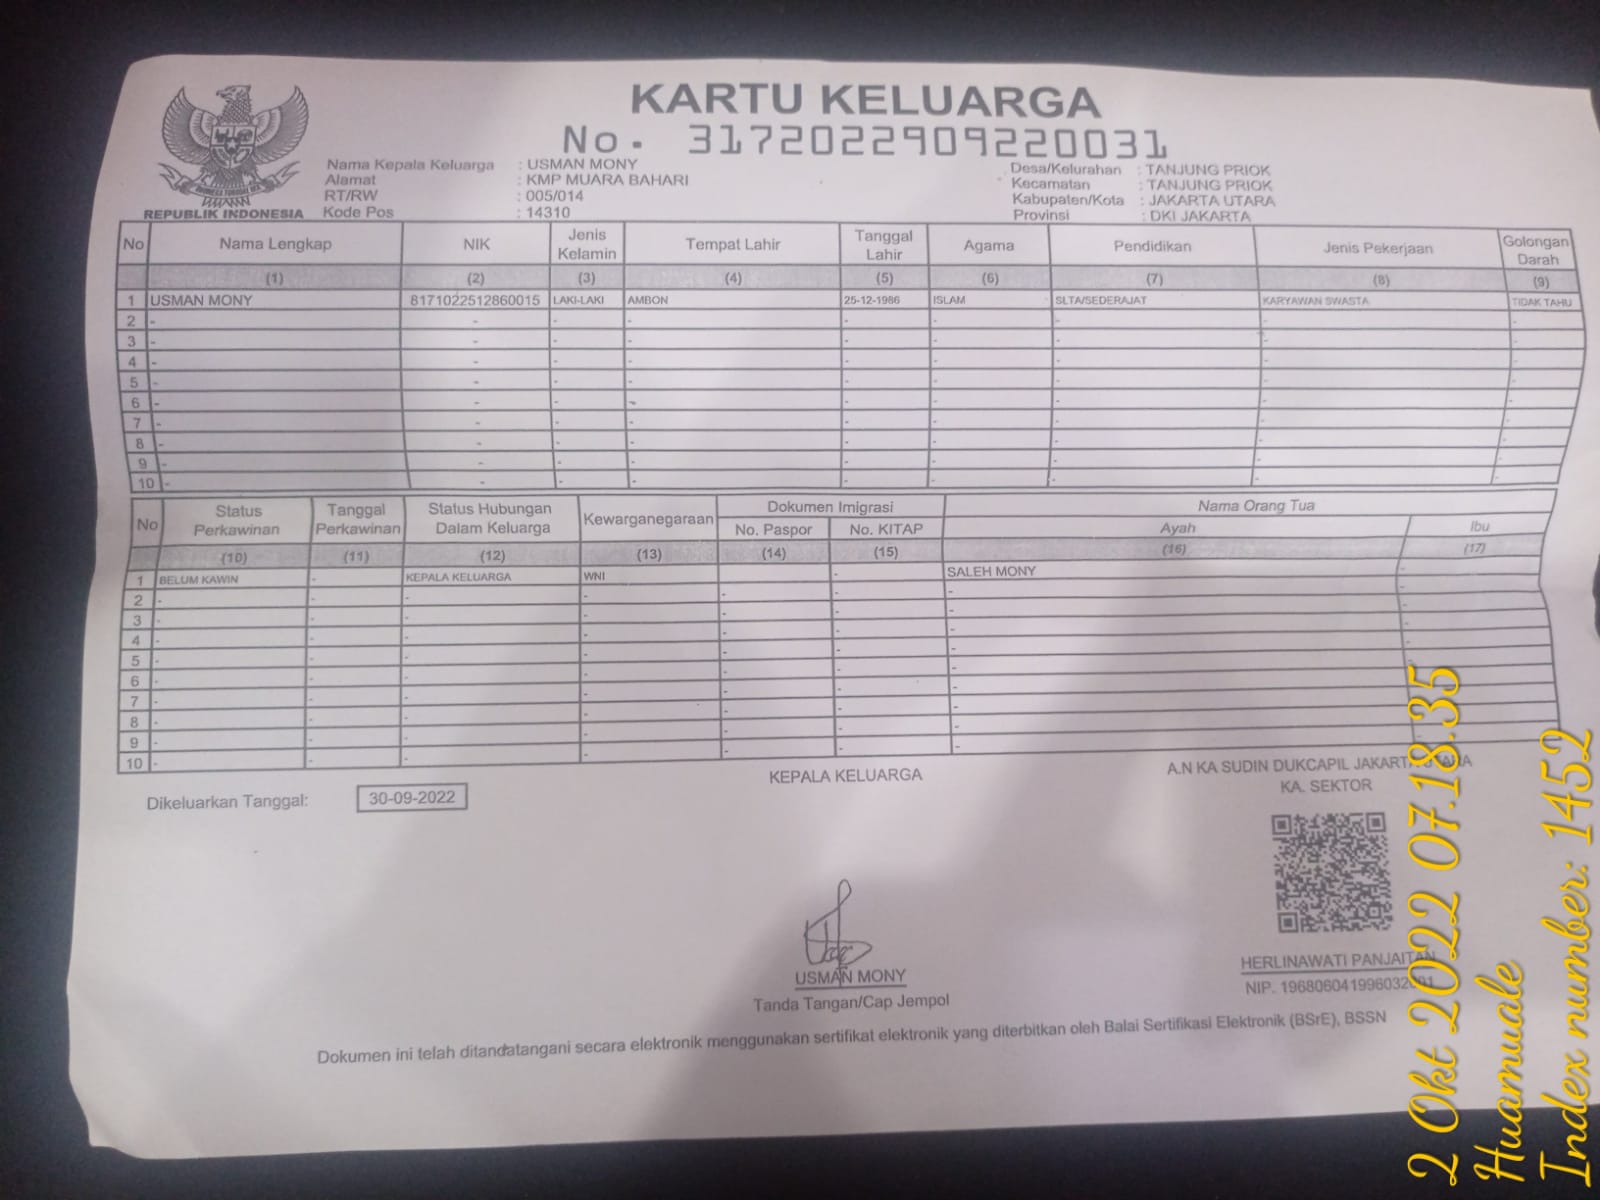 KARTU KELUARGA
No. 3172022909220031
Nama Kepala Keluarga : USMAN MONY
Alamat : KMP MUARA BAHARI
RT/RW : 005/014
Kode Pos : 14310
Desa/Kelurahan : TANJUNG PRIOK
Kecamatan : TANJUNG PRIOK
Kabupaten/Kota : JAKARTA UTARA
Provinsi : DKI JAKARTA
REPUBLIK INDONESIA
No Nama Lengkap NIK Jenis Kelamin Tempat Lahir Tanggal Lahir Agama Pendidikan Jenis Pekerjaan Golongan Darah
(1) (2) (3) (4) (5) (6) (7) (8) (9)
1 USMAN MONY 8171022512860015 LAKI-LAKI AMBON 25-12-1986 ISLAM SLTA/SEDERAJAT KARYAWAN SWASTA TIDAK TAHU
2 - - - - - - - - -
3 - - - - - - - - -
4 - - - - - - - - -
5 - - - - - - - - -
6 - - - - - - - - -
7 - - - - - - - - -
8 - - - - - - - - -
9 - - - - - - - - -
10 - - - - - - - - -
No Status Perkawinan Tanggal Perkawinan Status Hubungan Dalam Keluarga Kewarganegaraan Dokumen Imigrasi Nama Orang Tua
No. Paspor No. KITAP Ayah Ibu
(10) (11) (12) (13) (14) (15) (16) (17)
1 BELUM KAWIN - KEPALA KELUARGA WNI - SALEH MONY -
2 - - - - - - -
3 - - - - - - -
4 - - - - - - -
5 - - - - - - -
6 - - - - - - -
7 - - - - - - -
8 - - - - - - -
9 - - - - - - -
10 - - - - - - -
Dikeluarkan Tanggal: 30-09-2022
KEPALA KELUARGA
USMAN MONY
Tanda Tangan/Cap Jempol
A.N KA SUDIN DUKCAPIL JAKARTA UTARA
KA. SEKTOR
HERLINAWATI PANJAITAN
NIP. 196806041996032001
Dokumen ini telah ditandatangani secara elektronik menggunakan sertifikat elektronik yang diterbitkan oleh Balai Sertifikasi Elektronik (BSrE), BSSN
2 Okt 2022 07.18.35
Huamuale
Index number: 1452